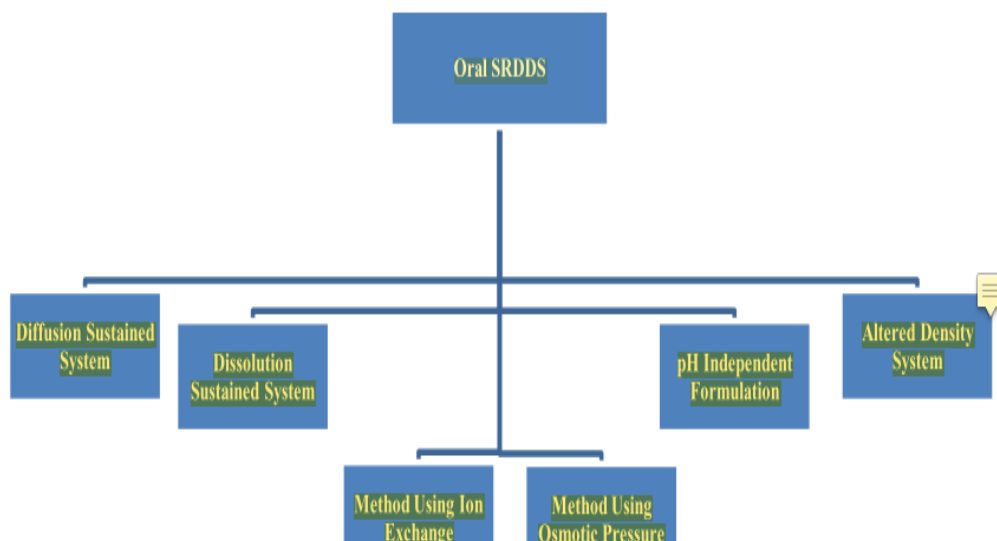 Oral SRDDS
Diffusion Sustained
System
Dissolution
Sustained System
pH Independent
Formulation
Altered Density
System
Method Using Ion
Exchange
Method Using
Osmotic Pressure